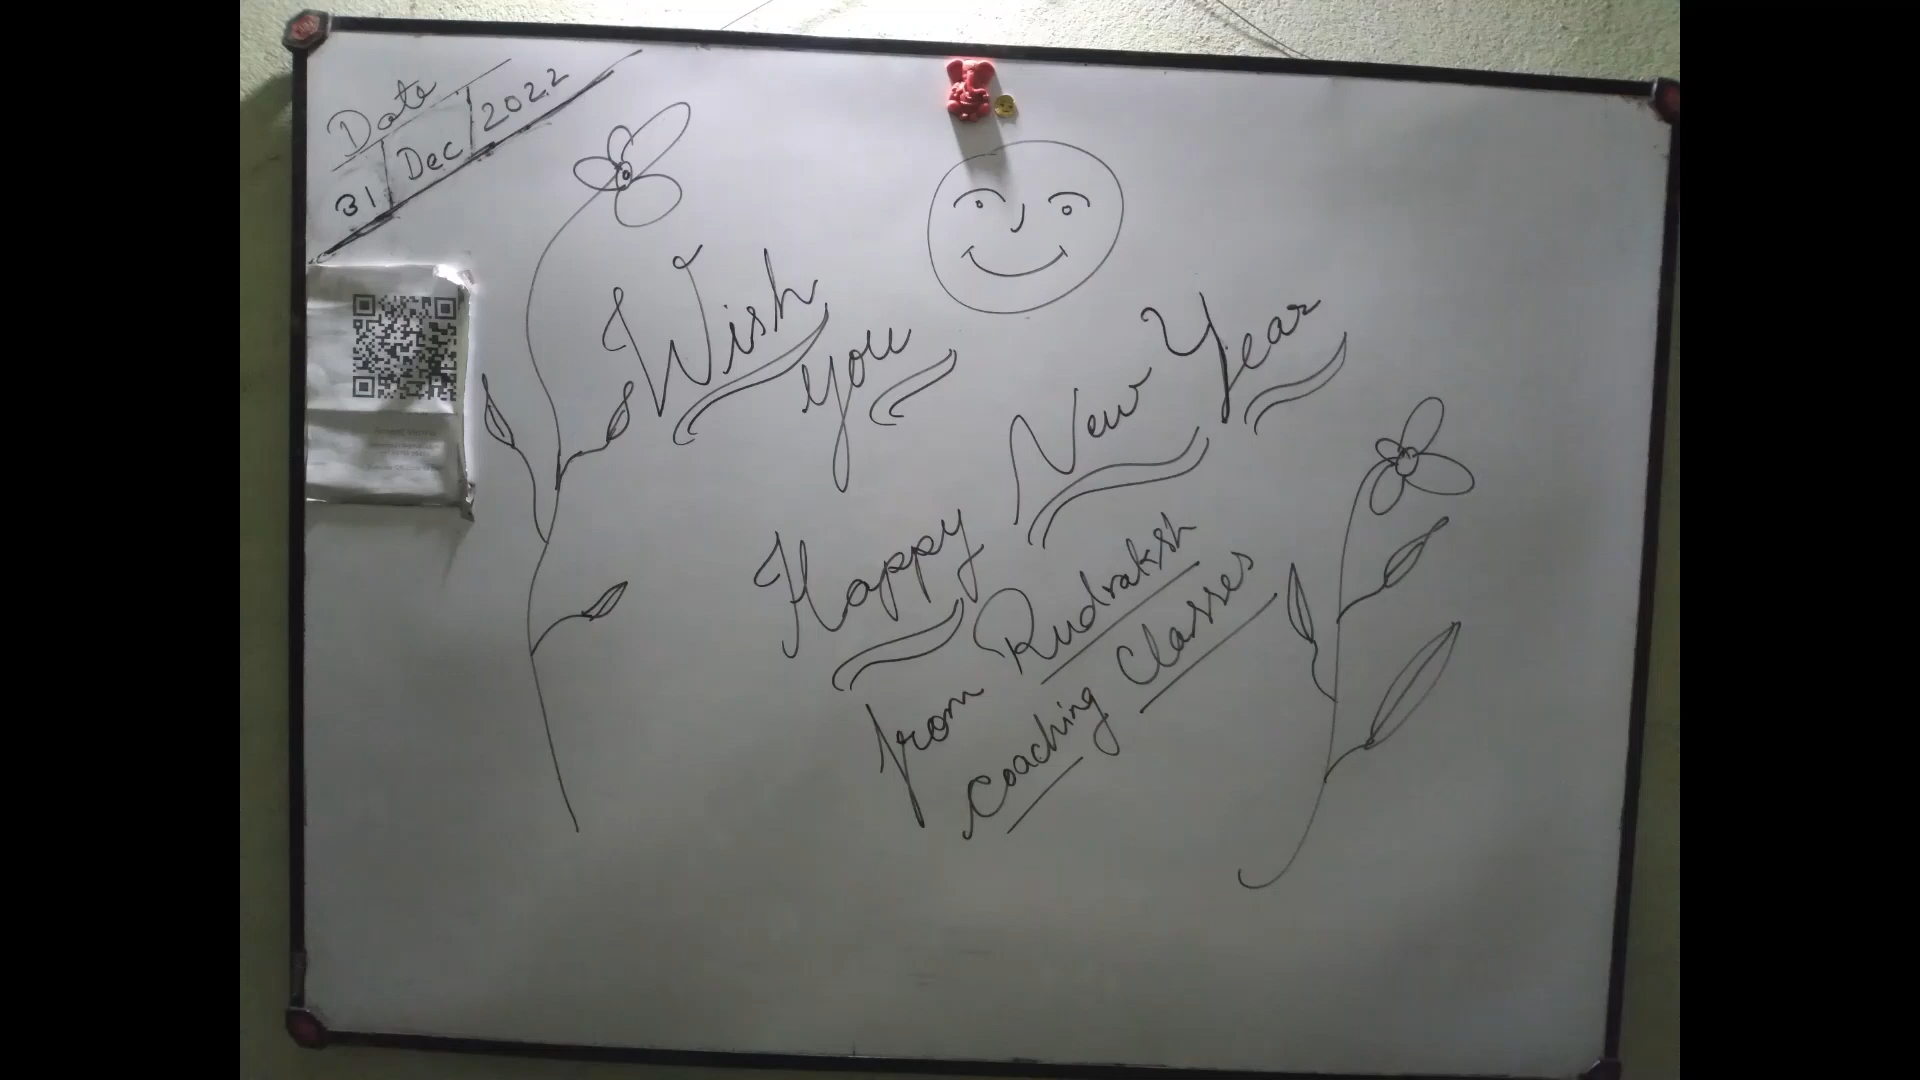 Date
31 Dec 2022
Wish
You
Happy New Year
from Rudraksh
Coaching Classes